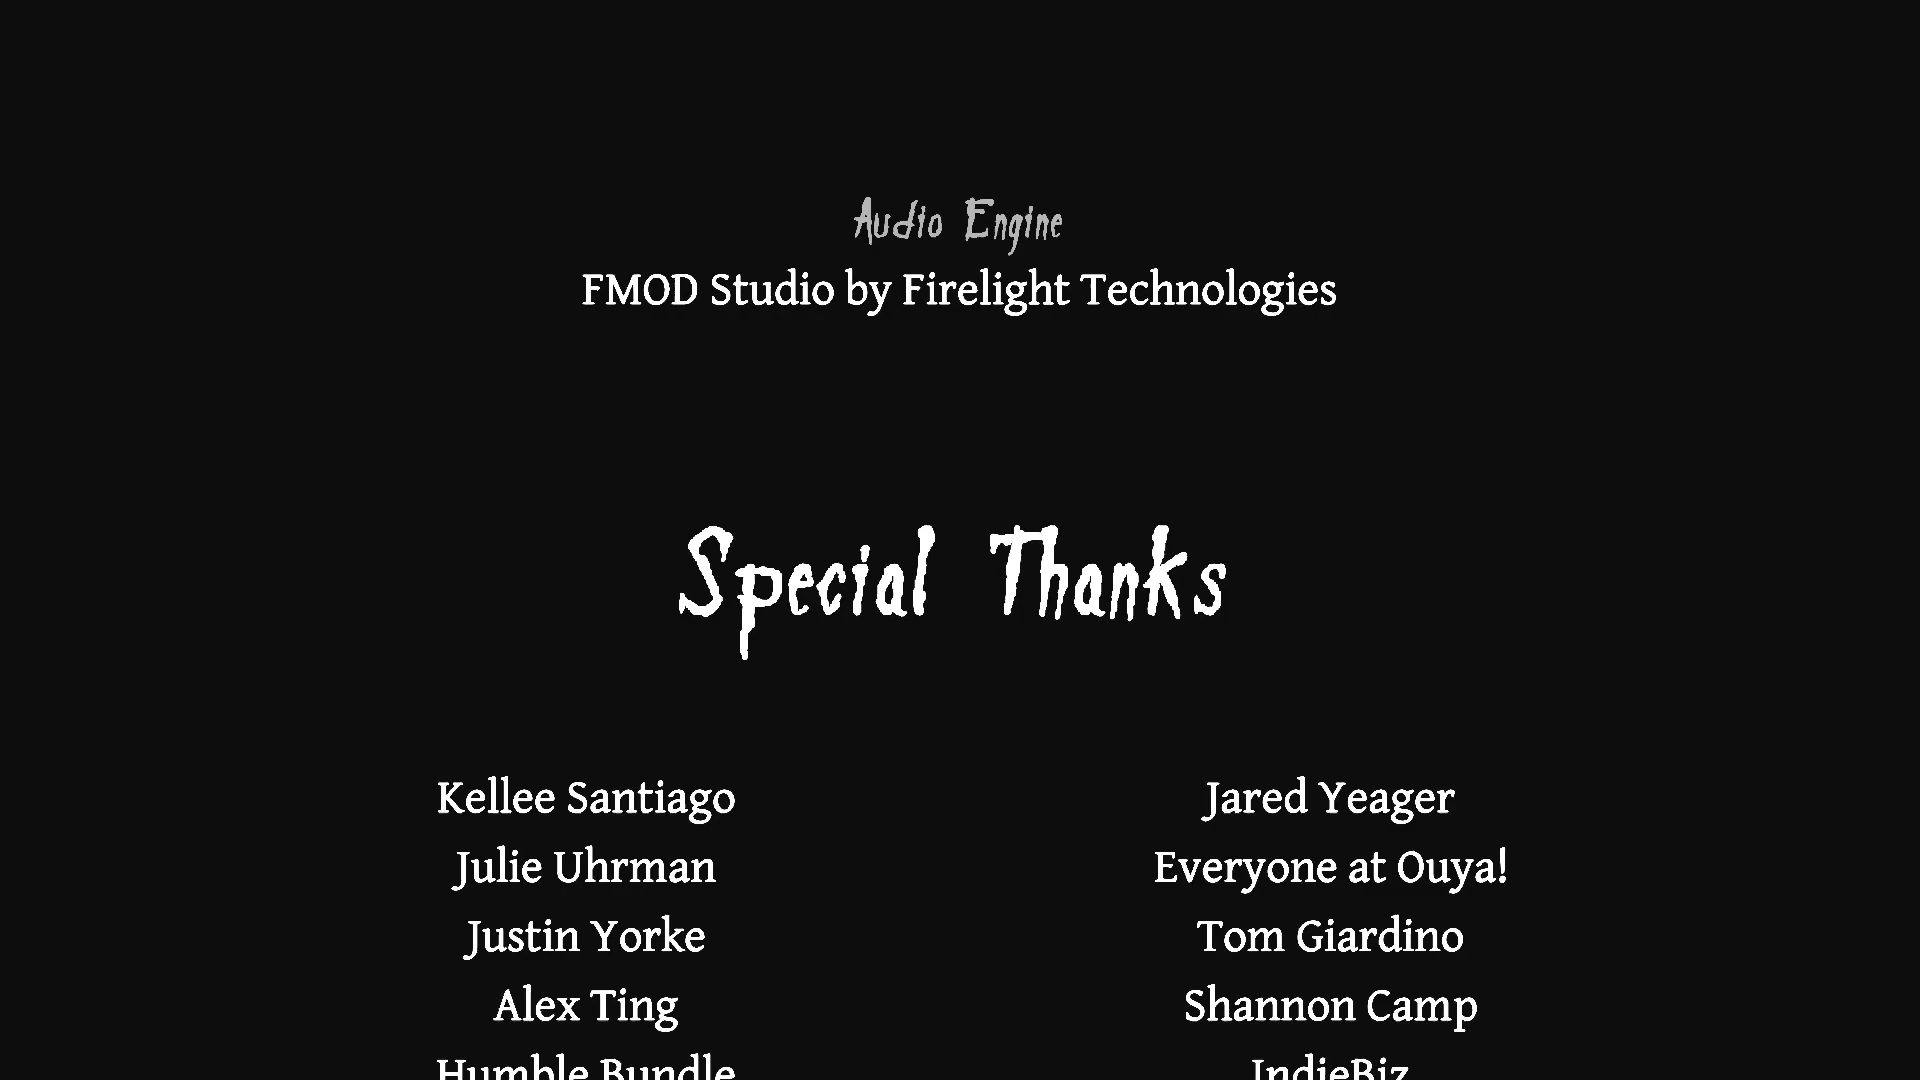 Audio Engine
FMOD Studio by Firelight Technologies
Special Thanks
Kellee Santiago
Jared Yeager
Julie Uhrman
Everyone at Ouya!
Justin Yorke
Tom Giardino
Alex Ting
Shannon Camp
Humble Bundle
IndieBiz